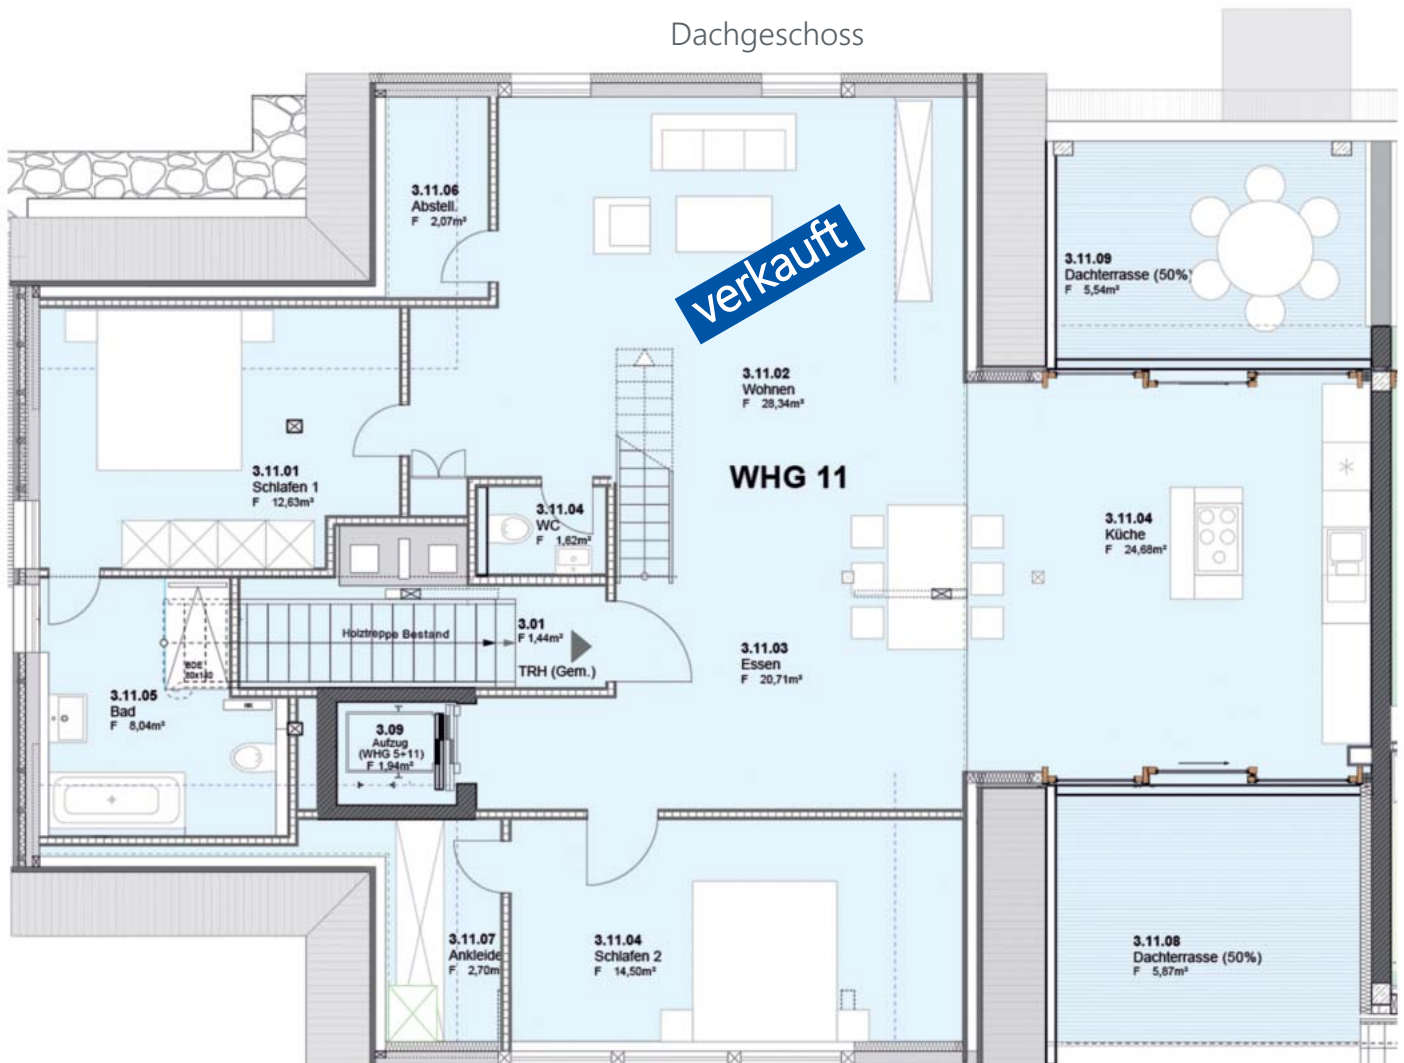 Dachgeschoss
3.11.06
Abstell.
F 2,07m²
verkauft
3.11.09
Dachterrasse (50%)
F 5,54m²
3.11.02
Wohnen
F 28,34m²
3.11.01
Schlafen 1
F 12,63m²
WHG 11
3.11.04
WC
F 1,62m²
3.11.04
Küche
F 24,68m²
Holztreppe Bestand
3.01
F 1,44m²
TRH (Gem.)
3.11.03
Essen
F 20,71m²
BDE
80x140
3.11.05
Bad
F 8,04m²
3.09
Aufzug
(WHG 5+11)
F 1,94m²
3.11.07
Ankleide
F 2,70m
3.11.04
Schlafen 2
F 14,50m²
3.11.08
Dachterrasse (50%)
F 5,87m²